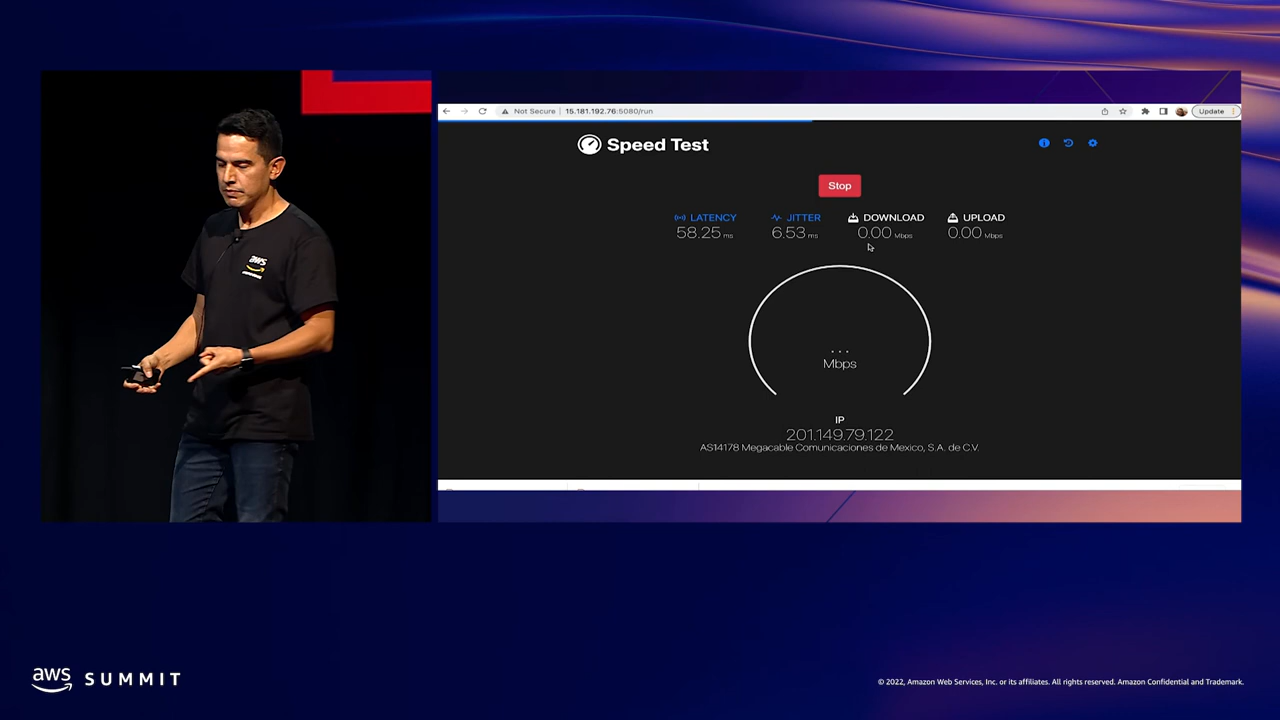 aws
Not Secure | 15.181.192.76:5080/run
Update
Speed Test
Stop
LATENCY JITTER DOWNLOAD UPLOAD
58.25 ms 6.53 ms 0.00 Mbps 0.00 Mbps
...
Mbps
IP
201.149.79.122
AS14178 Megacable Comunicaciones de Mexico, S.A. de C.V.
aws SUMMIT
© 2022, Amazon Web Services, Inc. or its affiliates. All rights reserved. Amazon Confidential and Trademark.